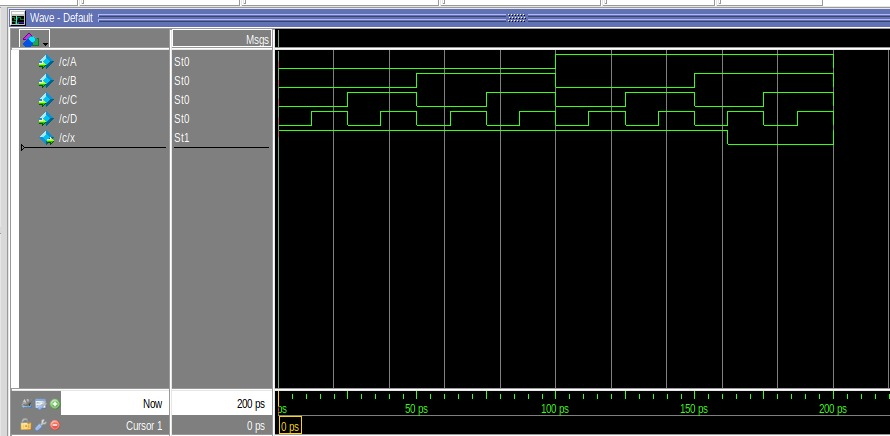 Wave - Default
Msgs
/c/A St0
/c/B St0
/c/C St0
/c/D St0
/c/x St1
Now 200 ps
ps 50 ps 100 ps 150 ps 200 ps
Cursor 1 0 ps 0 ps